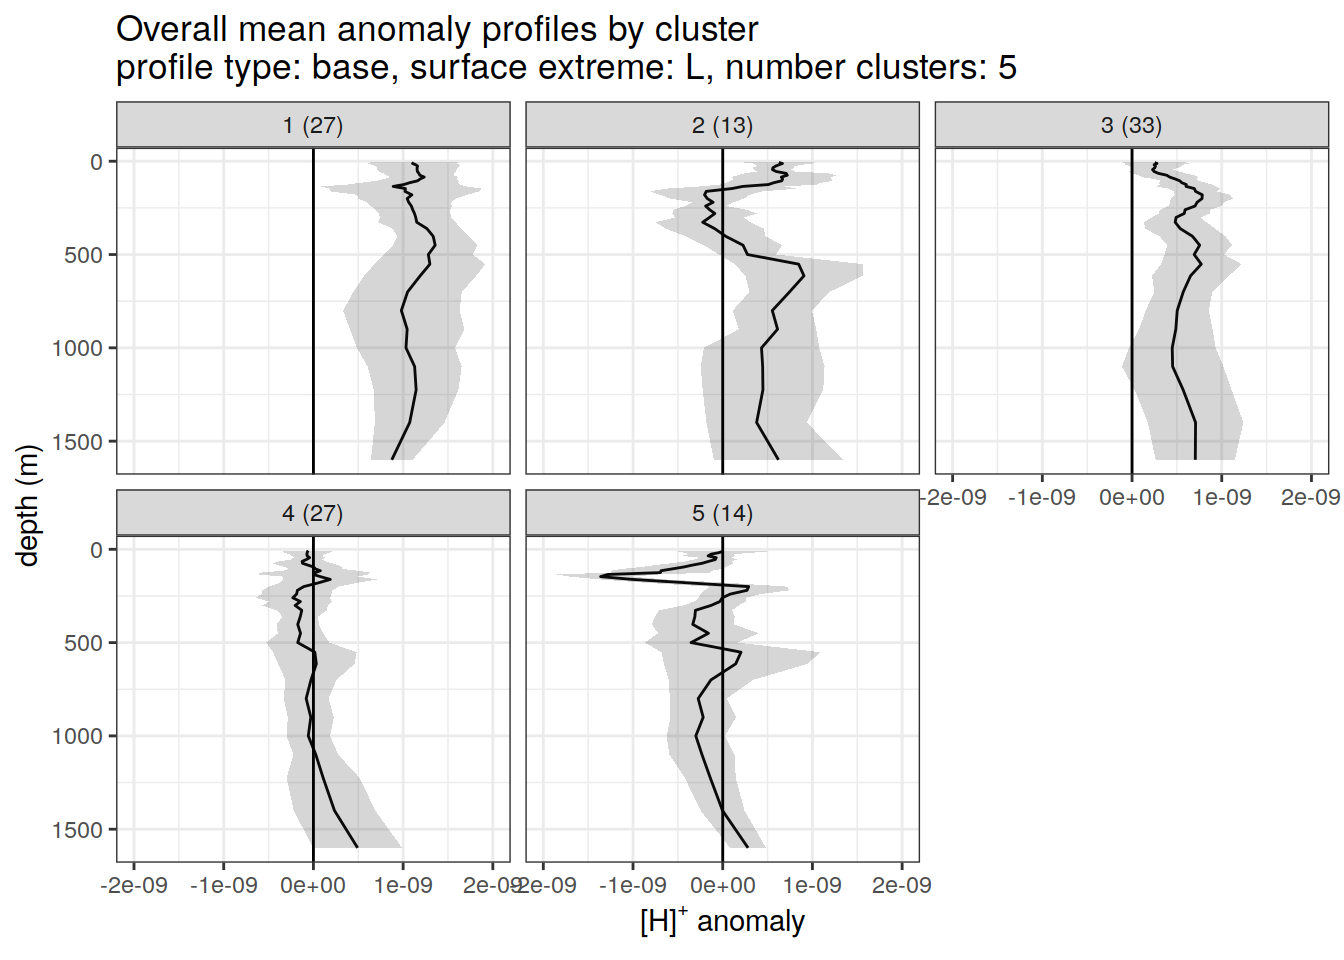 Overall mean anomaly profiles by cluster
profile type: base, surface extreme: L, number clusters: 5
1 (27)
2 (13)
3 (33)
0
500
1000
1500
-2e-09 -1e-09 0e+00 1e-09 2e-09
4 (27)
5 (14)
0
500
1000
1500
-2e-09 -1e-09 0e+00 1e-09 2e-09
-2e-09 -1e-09 0e+00 1e-09 2e-09
depth (m)
[H]⁺ anomaly